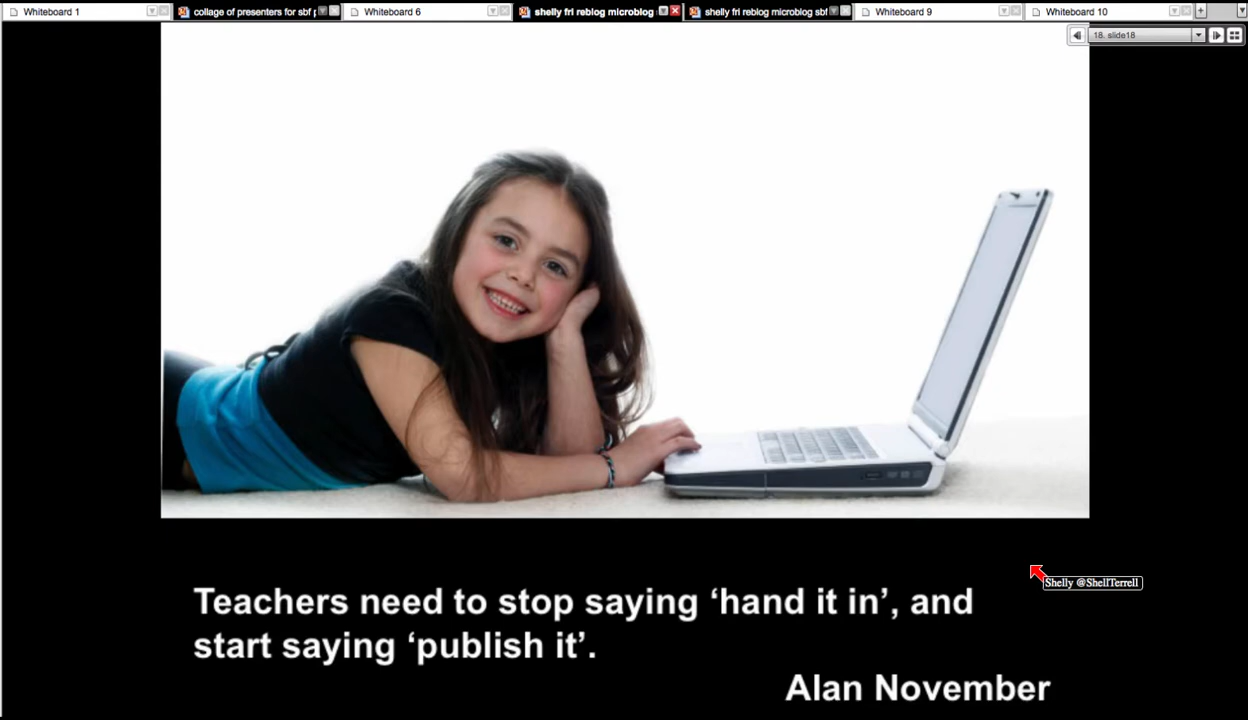 Whiteboard 1
collage of presenters for sbf p
Whiteboard 6
shelly fri reblog microblog
shelly fri reblog microblog sbf
Whiteboard 9
Whiteboard 10
18. slide18
Shelly @ShellTerrell
Teachers need to stop saying ‘hand it in’, and
start saying ‘publish it’.
Alan November